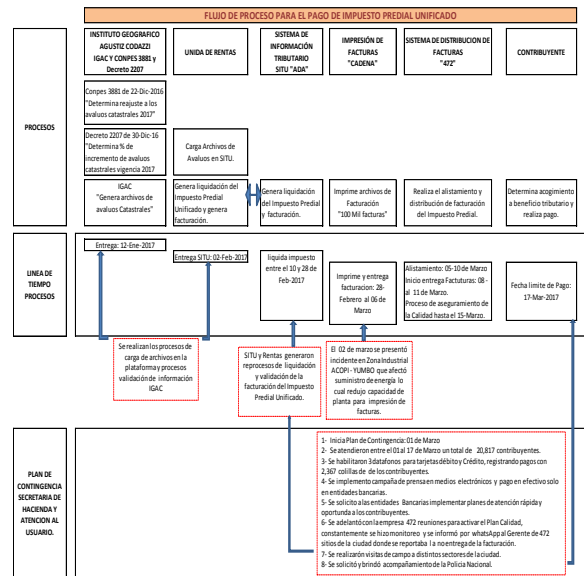 FLUJO DE PROCESO PARA EL PAGO DE IMPUESTO PREDIAL UNIFICADO
INSTITUTO GEOGRAFICO
AGUSTIZ CODAZZI
IGAC Y CONPES 3881 y
Decreto 2207
UNIDA DE RENTAS
SISTEMA DE
INFORMACIÓN
TRIBUTARIO
SITU "ADA"
IMPRESIÓN DE
FACTURAS
"CADENA"
SISTEMA DE DISTRIBUCION DE
FACTURAS
"472"
CONTRIBUYENTE
PROCESOS
Conpes 3881 de 22-Dic-2016
"Determina reajuste a los
avaluos catastrales 2017"
Decreto 2207 de 30-Dic-16
"Determina % de
incremento de avaluos
catastrales vigencia 2017
Carga Archivos de
Avaluos en SITU.
IGAC
"Genera archivos de
avaluos Catastrales"
Genera liquidación del
Impuesto Predial
Unificado y genera
facturación.
Genera liquidación
del Impuesto Predial
y facturación.
Imprime archivos de
Facturación
"100 Mil facturas"
Realiza el alistamiento y
distribución de facturación
del Impuesto Predial.
Determina acogimiento
a beneficio tributario y
realiza pago.
LINEA DE
TIEMPO
PROCESOS
Entrega: 12-Ene-2017
Entrega SITU: 02-Feb-2017
liquida impuesto
entre el 10 y 28 de
Feb-2017
Imprime y entrega
facturacion: 28-
Febrero al 06 de
Marzo
Alistamiento: 05-10 de Marzo
Inicio entrega Factuturas: 08 -
al 11 de Marzo.
Proceso de aseguramiento de
la Calidad hasta el 15-Marzo.
Fecha limite de Pago:
17-Mar-2017
Se realizan los procesos de
carga de archivos en la
plataforma y procesos
validación de información
IGAC
SITU y Rentas generaron
reprocesos de liquidación
y validación de la
facturación del Impuesto
Predial Unificado.
El 02 de marzo se presentó
incidente en Zona Industrial
ACOPI - YUMBO que afectó
suministro de energía lo
cual redujo capacidad de
planta para impresión de
facturas.
PLAN DE
CONTINGENCIA
SECRETARIA DE
HACIENDA Y
ATENCION AL
USUARIO.
1- Inicia Plan de Contingencia: 01 de Marzo
2- Se atendieron entre el 01 al 17 de Marzo un total de 20,817 contribuyentes.
3- Se habilitaron 3 datafonos para tarjetas débito y Crédito, registrando pagos con
2,367 colillas de de los contribuyentes.
4- Se implemento campaña de prensa en medios electrónicos y pago en efectivo solo
en entidades bancarias.
5- Se solicito a las entidades Bancarias implementar planes de atención rápida y
oportuna a los contribuyentes.
6- Se adelantó con la empresa 472 reuniones para activar el Plan Calidad,
constantemente se hizo monitoreo y se informó por whatsApp al Gerente de 472
sitios de la ciudad donde se reportaba la no entrega de la facturación.
7- Se realizarón visitas de campo a distintos sectores de la ciudad.
8- Se solicitó y brindó acompañamiento de la Policia Nacional.